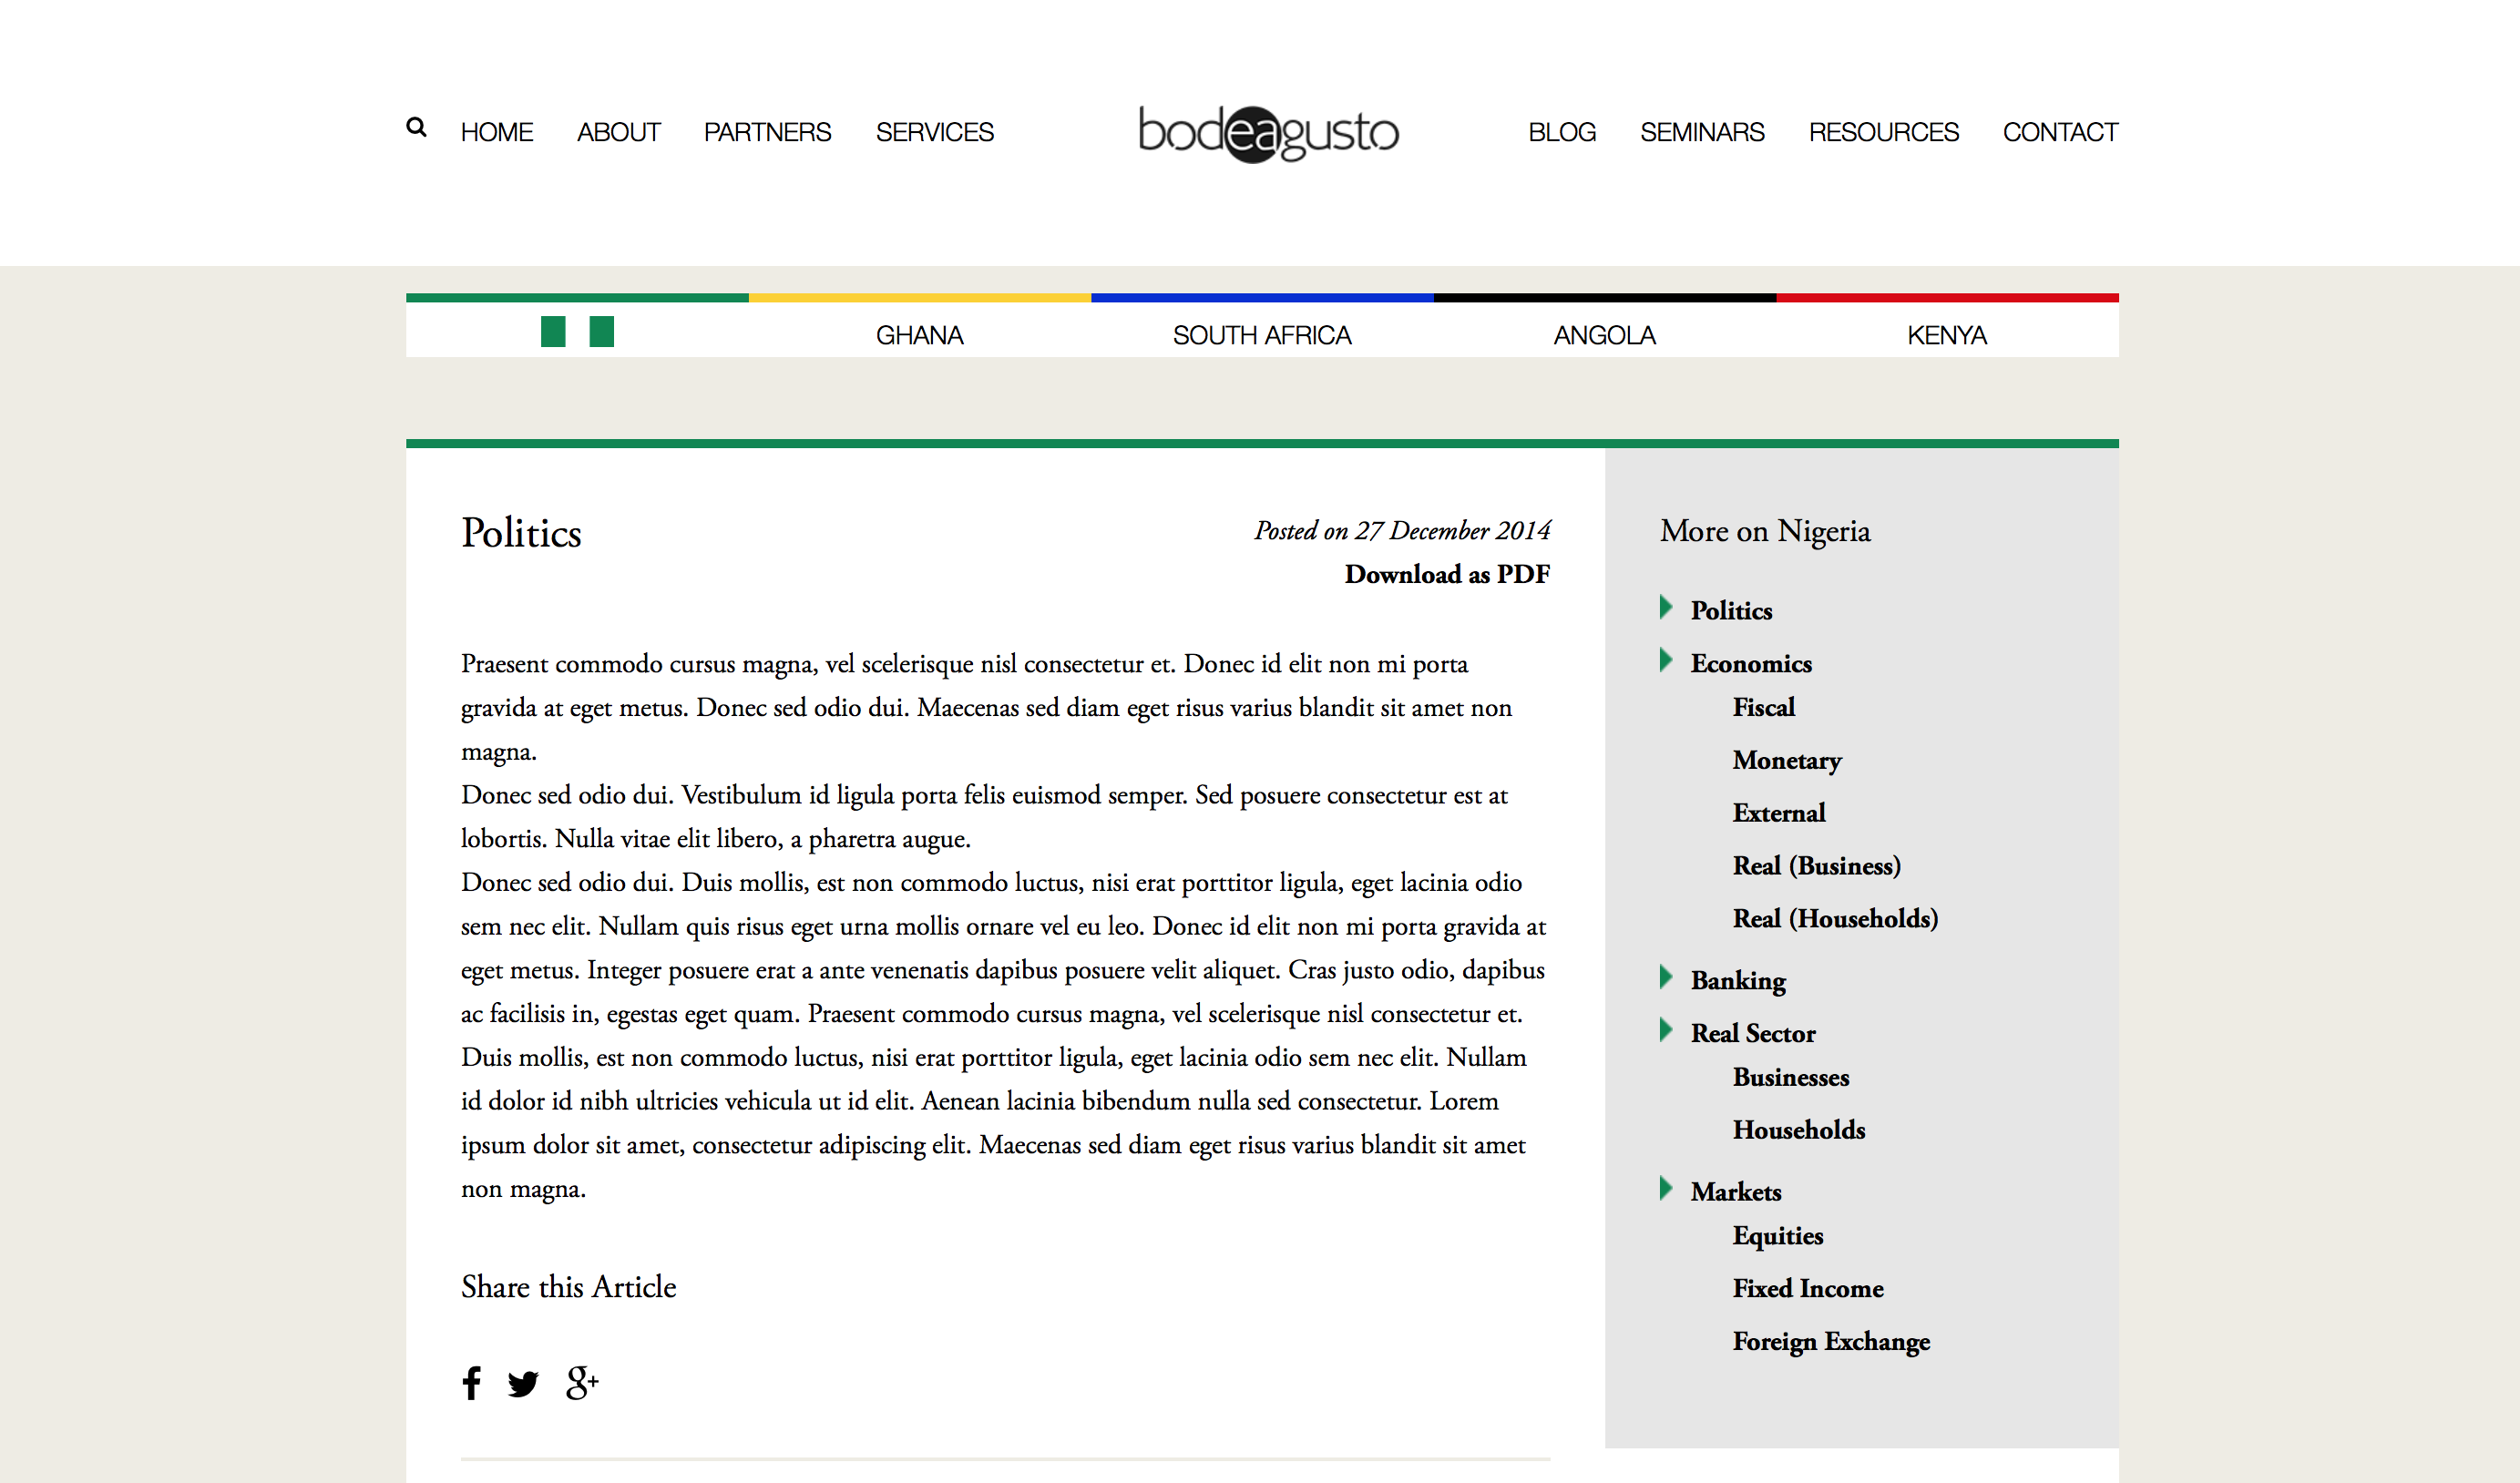 HOME ABOUT PARTNERS SERVICES bodeagusto BLOG SEMINARS RESOURCES CONTACT
GHANA SOUTH AFRICA ANGOLA KENYA
Politics
Posted on 27 December 2014
Download as PDF
Praesent commodo cursus magna, vel scelerisque nisl consectetur et. Donec id elit non mi porta
gravida at eget metus. Donec sed odio dui. Maecenas sed diam eget risus varius blandit sit amet non
magna.
Donec sed odio dui. Vestibulum id ligula porta felis euismod semper. Sed posuere consectetur est at
lobortis. Nulla vitae elit libero, a pharetra augue.
Donec sed odio dui. Duis mollis, est non commodo luctus, nisi erat porttitor ligula, eget lacinia odio
sem nec elit. Nullam quis risus eget urna mollis ornare vel eu leo. Donec id elit non mi porta gravida at
eget metus. Integer posuere erat a ante venenatis dapibus posuere velit aliquet. Cras justo odio, dapibus
ac facilisis in, egestas eget quam. Praesent commodo cursus magna, vel scelerisque nisl consectetur et.
Duis mollis, est non commodo luctus, nisi erat porttitor ligula, eget lacinia odio sem nec elit. Nullam
id dolor id nibh ultricies vehicula ut id elit. Aenean lacinia bibendum nulla sed consectetur. Lorem
ipsum dolor sit amet, consectetur adipiscing elit. Maecenas sed diam eget risus varius blandit sit amet
non magna.
Share this Article
More on Nigeria
Politics
Economics
Fiscal
Monetary
External
Real (Business)
Real (Households)
Banking
Real Sector
Businesses
Households
Markets
Equities
Fixed Income
Foreign Exchange